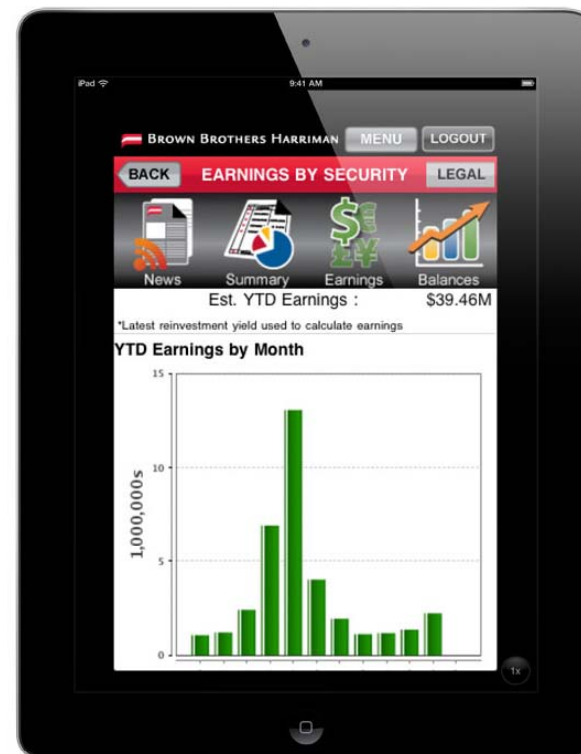 iPad 9:41 AM
BROWN BROTHERS HARRIMAN MENU LOGOUT
BACK EARNINGS BY SECURITY LEGAL
News Summary Earnings Balances
Est. YTD Earnings : $39.46M
*Latest reinvestment yield used to calculate earnings
YTD Earnings by Month
15
10
1,000,000s
5
0
1x